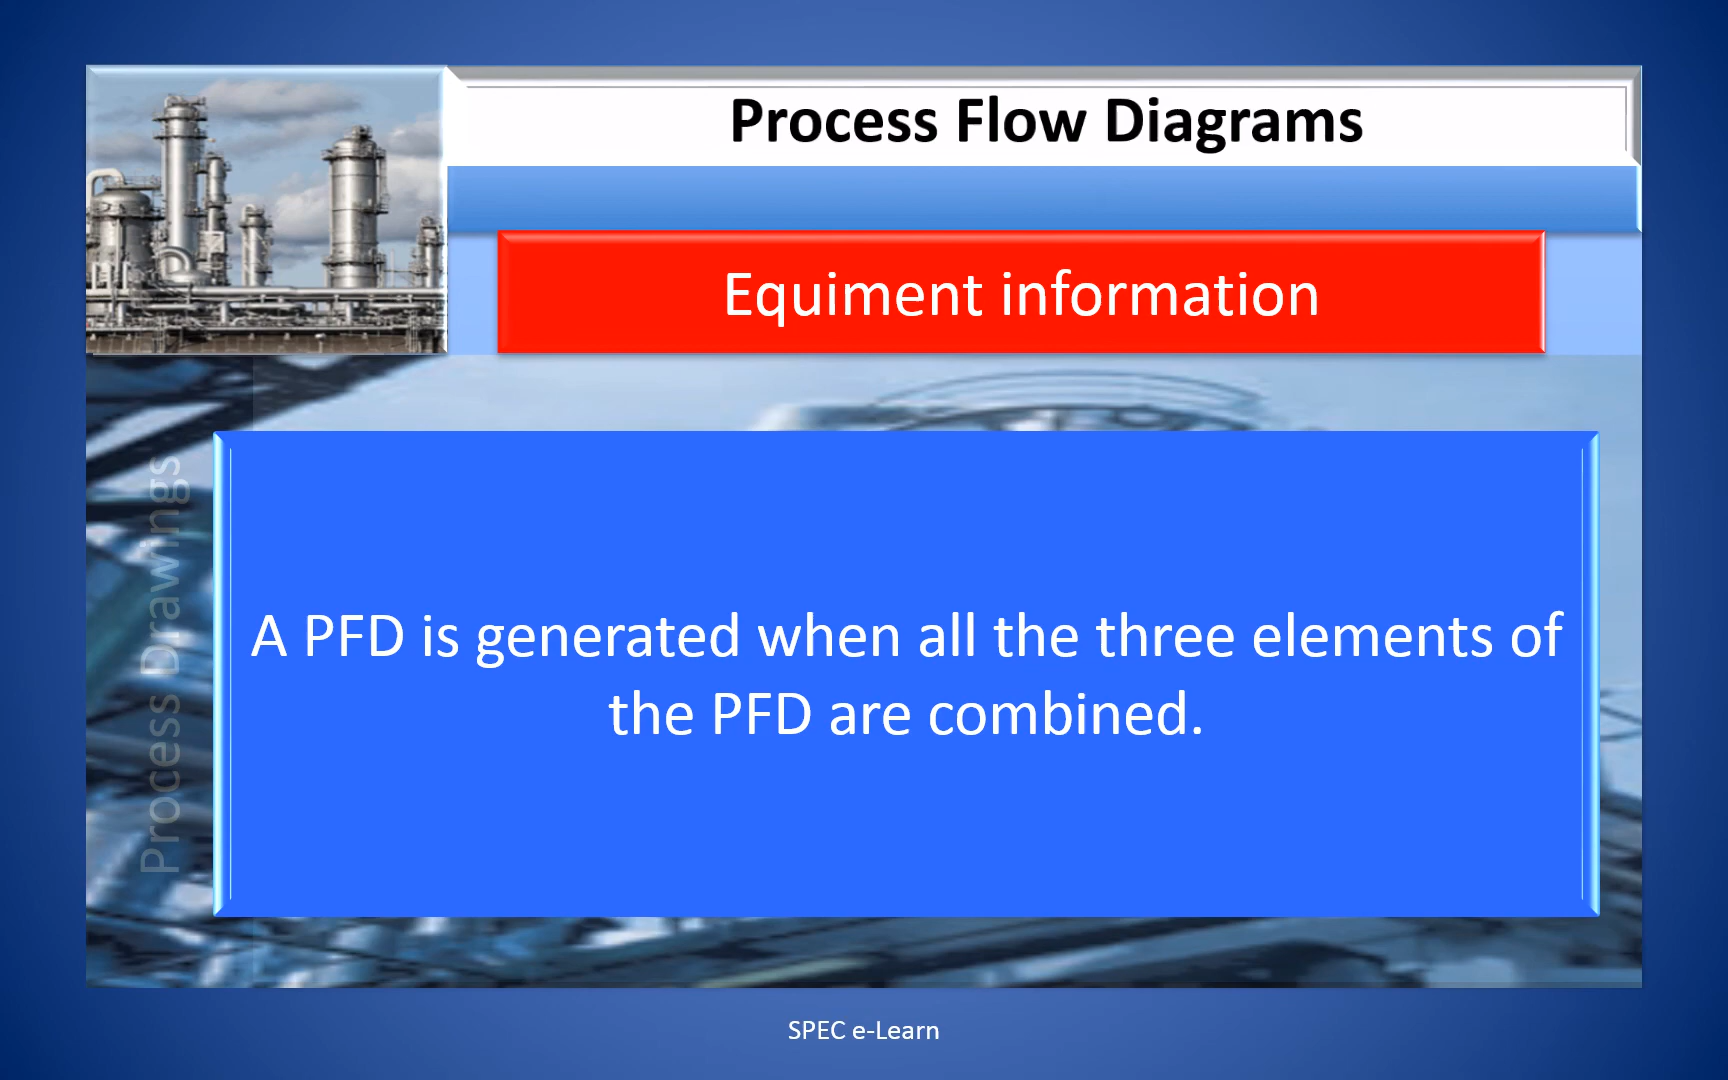 Process Flow Diagrams
Equiment information
Process Drawings
A PFD is generated when all the three elements of
the PFD are combined.
SPEC e-Learn